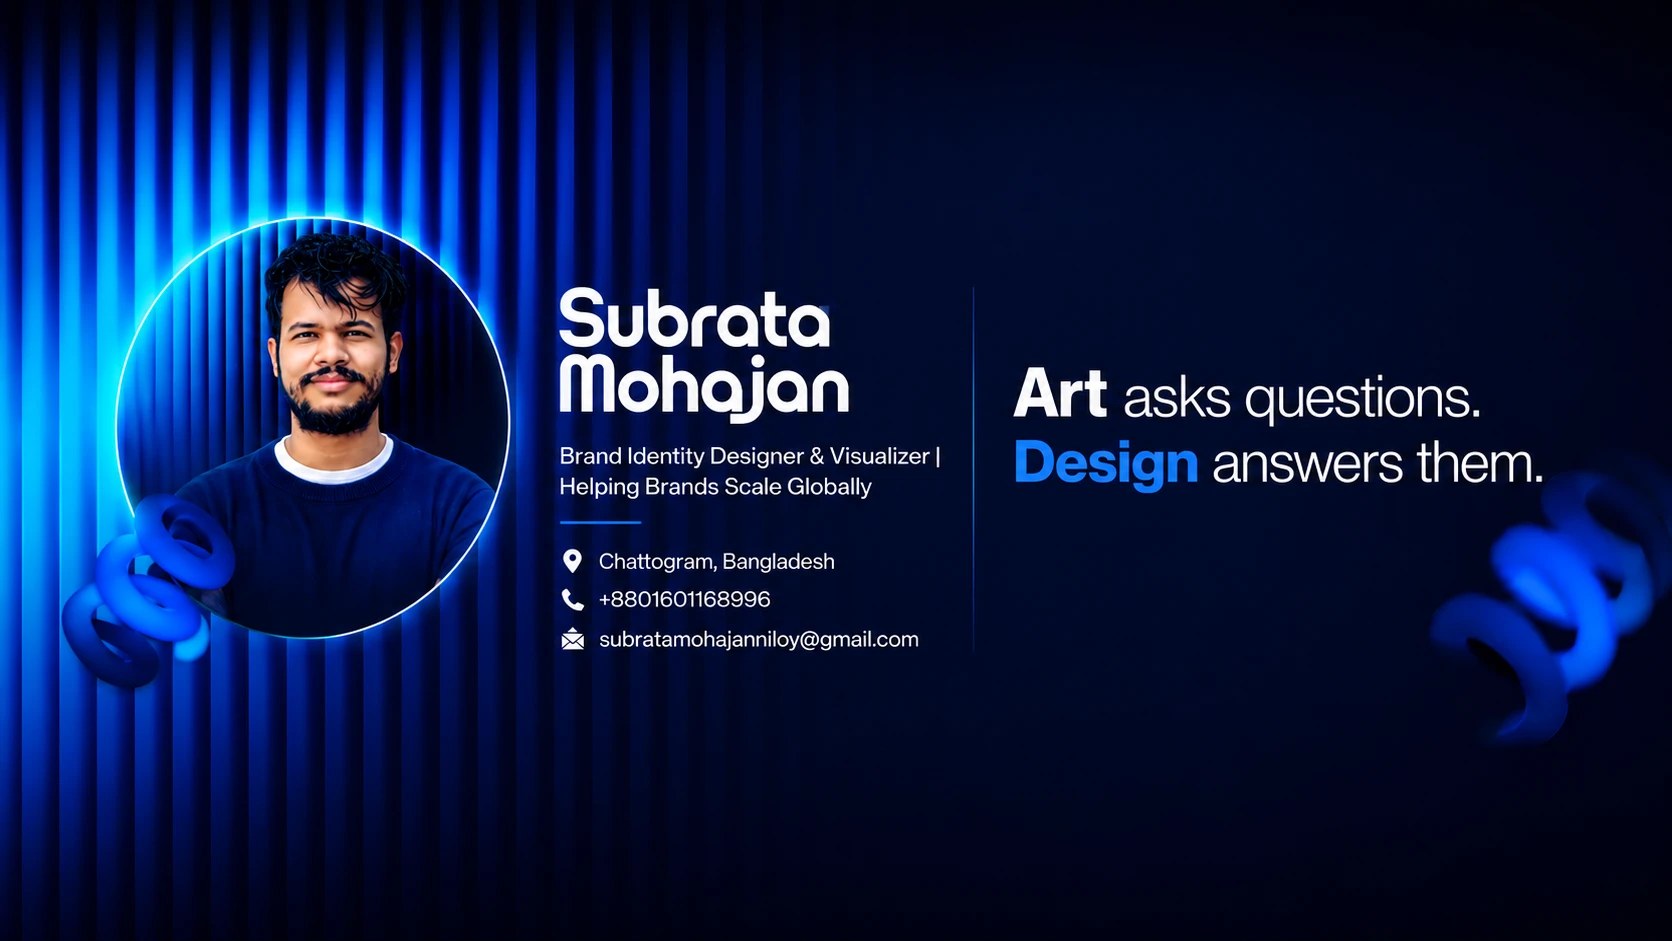 Subrata
Mohajan
Brand Identity Designer & Visualizer |
Helping Brands Scale Globally
Chattogram, Bangladesh
+8801601168996
subratamohajanniloy@gmail.com
Art asks questions.
Design answers them.